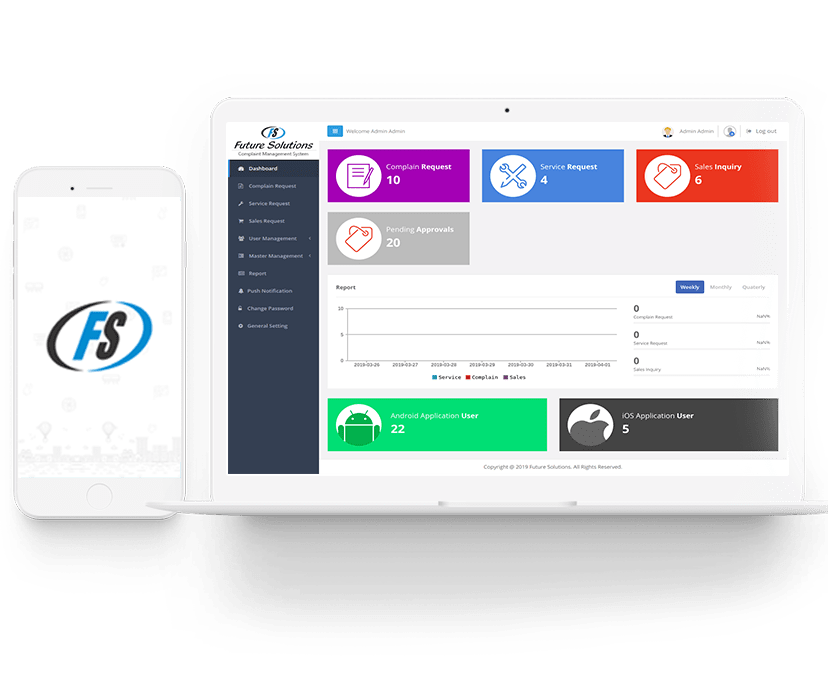 FS
FS
Future Solutions
Complaint Management System
Welcome Admin Admin
Admin Admin
Log out
Dashboard
Complain Request
Service Request
Sales Request
User Management
Master Management
Report
Push Notification
Change Password
General Setting
Complain Request
10
Service Request
4
Sales Inquiry
6
Pending Approvals
20
Report
Weekly Monthly Quaterly
10
5
0
2019-03-26 2019-03-27 2019-03-28 2019-03-29 2019-03-30 2019-03-31 2019-04-01
Service Complain Sales
0
Complain Request NaN%
0
Service Request NaN%
0
Sales Inquiry NaN%
Android Application User
22
iOS Application User
5
Copyright @ 2019 Future Solutions. All Rights Reserved.